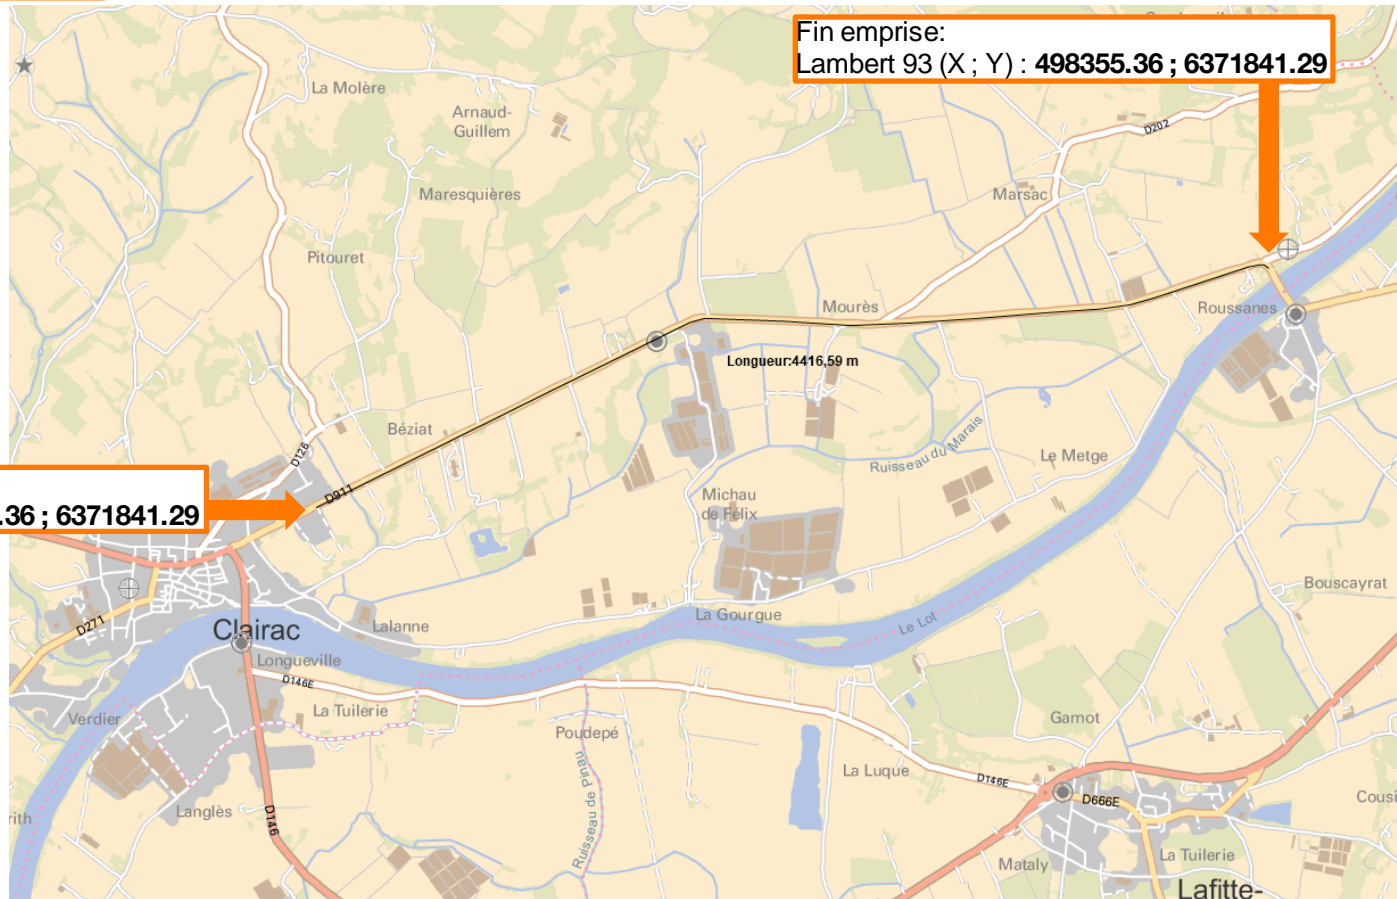 Fin emprise:
Lambert 93 (X ; Y) : 498355.36 ; 6371841.29
La Molère
Arnaud-
Guillem
D202
Maresquières
Marsac
Pitouret
Mourès
Roussanes
Longueur:4416,59 m
Béziat
D126
Ruisseau du Marais
Le Metge
D911
.36 ; 6371841.29
Michau
de Félix
Bouscayrat
La Gourgue
Le Lot
D271
Clairac
Lalanne
Longueville
D146E
La Tuilerie
Verdier
Poudepé
Gamot
Ruisseau de Pinau
La Luque
D146E
D666E
Langlès
D146
Cousi
rith
Mataly
La Tuilerie
Lafitte-